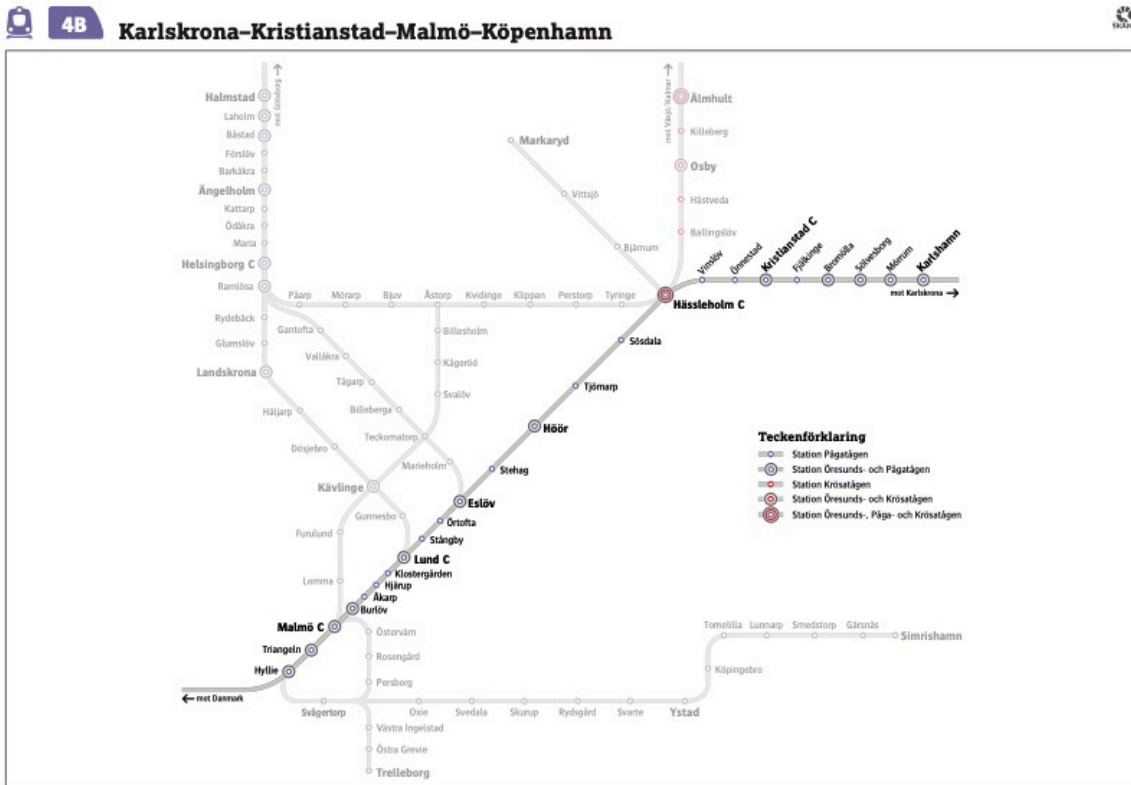 4B Karlskrona–Kristianstad–Malmö–Köpenhamn
mot Göteborg
mot Växjö/Kalmar
Halmstad
Laholm
Båstad
Förslöv
Barkåkra
Ängelholm
Kattarp
Ödåkra
Maria
Helsingborg C
Ramlösa
Rydebäck
Glumslöv
Landskrona
Häljarp
Dösjebro
Kävlinge
Furulund
Lomma
Gunnesbo
Påarp
Mörarp
Bjuv
Åstorp
Kvidinge
Klippan
Perstorp
Tyringe
Gantofta
Vallåkra
Tågarp
Billeberga
Teckomatorp
Marieholm
Billesholm
Kågeröd
Svalöv
Markaryd
Vittsjö
Bjärnum
Älmhult
Killeberg
Osby
Hästveda
Ballingslöv
Hässleholm C
Vinslöv
Önnestad
Kristianstad C
Fjälkinge
Bromölla
Sölvesborg
Mörrum
Karlshamn
mot Karlskrona
Sösdala
Tjörnarp
Höör
Stehag
Eslöv
Örtofta
Stångby
Lund C
Klostergården
Hjärup
Åkarp
Burlöv
Malmö C
Triangeln
Hyllie
mot Danmark
Östervärn
Rosengård
Persborg
Svågertorp
Oxie
Svedala
Skurup
Rydsgård
Svarte
Ystad
Köpingebro
Tomelilla
Lunnarp
Smedstorp
Gärsnäs
Simrishamn
Västra Ingelstad
Östra Grevie
Trelleborg
Teckenförklaring
Station Pågatågen
Station Öresunds- och Pågatågen
Station Krösatågen
Station Öresunds- och Krösatågen
Station Öresunds-, Påga- och Krösatågen